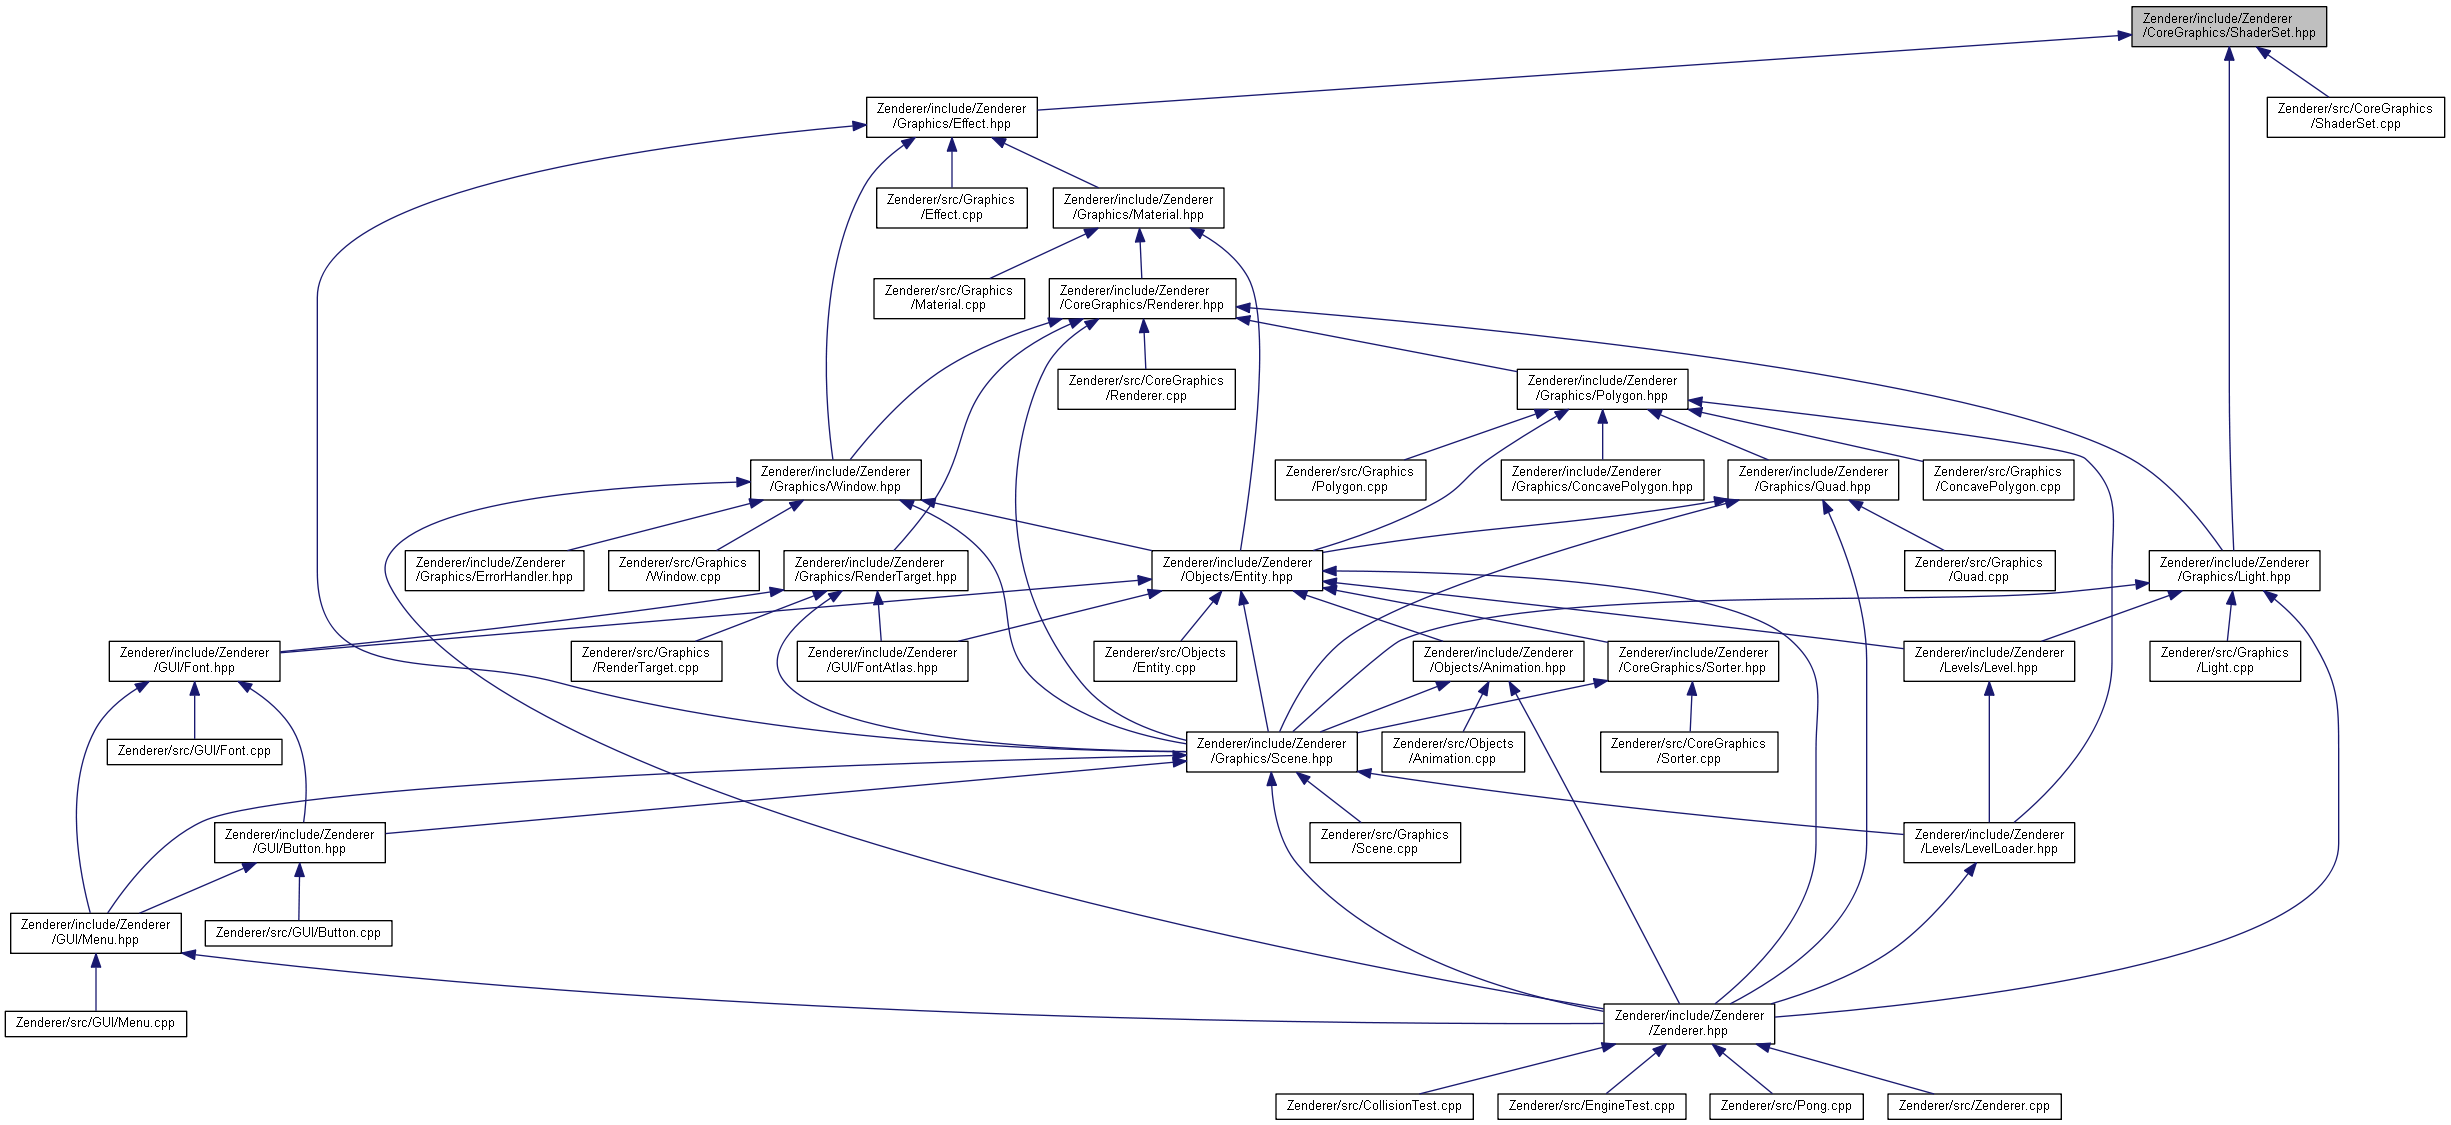 Zenderer/include/Zenderer
/CoreGraphics/ShaderSet.hpp
Zenderer/include/Zenderer
/Graphics/Effect.hpp
Zenderer/src/CoreGraphics
/ShaderSet.cpp
Zenderer/src/Graphics
/Effect.cpp
Zenderer/include/Zenderer
/Graphics/Material.hpp
Zenderer/src/Graphics
/Material.cpp
Zenderer/include/Zenderer
/CoreGraphics/Renderer.hpp
Zenderer/src/CoreGraphics
/Renderer.cpp
Zenderer/include/Zenderer
/Graphics/Polygon.hpp
Zenderer/include/Zenderer
/Graphics/Window.hpp
Zenderer/src/Graphics
/Polygon.cpp
Zenderer/include/Zenderer
/Graphics/ConcavePolygon.hpp
Zenderer/include/Zenderer
/Graphics/Quad.hpp
Zenderer/src/Graphics
/ConcavePolygon.cpp
Zenderer/include/Zenderer
/Graphics/ErrorHandler.hpp
Zenderer/src/Graphics
/Window.cpp
Zenderer/include/Zenderer
/Graphics/RenderTarget.hpp
Zenderer/include/Zenderer
/Objects/Entity.hpp
Zenderer/src/Graphics
/Quad.cpp
Zenderer/include/Zenderer
/Graphics/Light.hpp
Zenderer/include/Zenderer
/GUI/Font.hpp
Zenderer/src/Graphics
/RenderTarget.cpp
Zenderer/include/Zenderer
/GUI/FontAtlas.hpp
Zenderer/src/Objects
/Entity.cpp
Zenderer/include/Zenderer
/Objects/Animation.hpp
Zenderer/include/Zenderer
/CoreGraphics/Sorter.hpp
Zenderer/include/Zenderer
/Levels/Level.hpp
Zenderer/src/Graphics
/Light.cpp
Zenderer/src/GUI/Font.cpp
Zenderer/include/Zenderer
/Graphics/Scene.hpp
Zenderer/src/Objects
/Animation.cpp
Zenderer/src/CoreGraphics
/Sorter.cpp
Zenderer/include/Zenderer
/GUI/Button.hpp
Zenderer/src/Graphics
/Scene.cpp
Zenderer/include/Zenderer
/Levels/LevelLoader.hpp
Zenderer/include/Zenderer
/GUI/Menu.hpp
Zenderer/src/GUI/Button.cpp
Zenderer/src/GUI/Menu.cpp
Zenderer/include/Zenderer
/Zenderer.hpp
Zenderer/src/CollisionTest.cpp
Zenderer/src/EngineTest.cpp
Zenderer/src/Pong.cpp
Zenderer/src/Zenderer.cpp